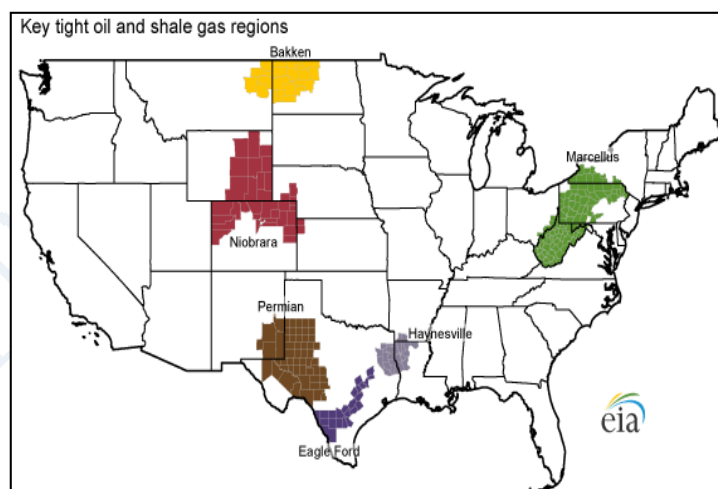 Key tight oil and shale gas regions
Bakken
Marcellus
Niobrara
Permian
Haynesville
Eagle Ford
eia